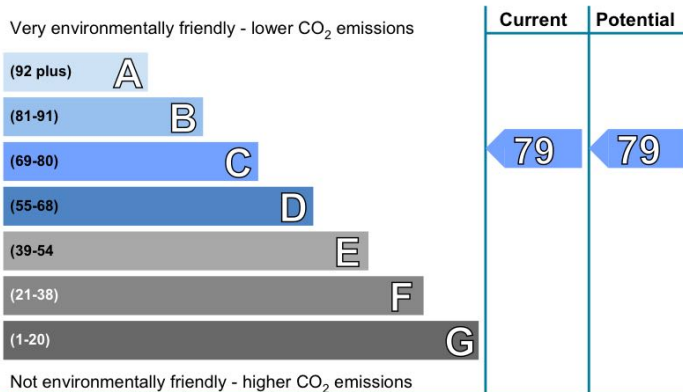 Current Potential
Very environmentally friendly - lower CO₂ emissions
(92 plus) A
(81-91) B
(69-80) C 79 79
(55-68) D
(39-54 E
(21-38) F
(1-20) G
Not environmentally friendly - higher CO₂ emissions